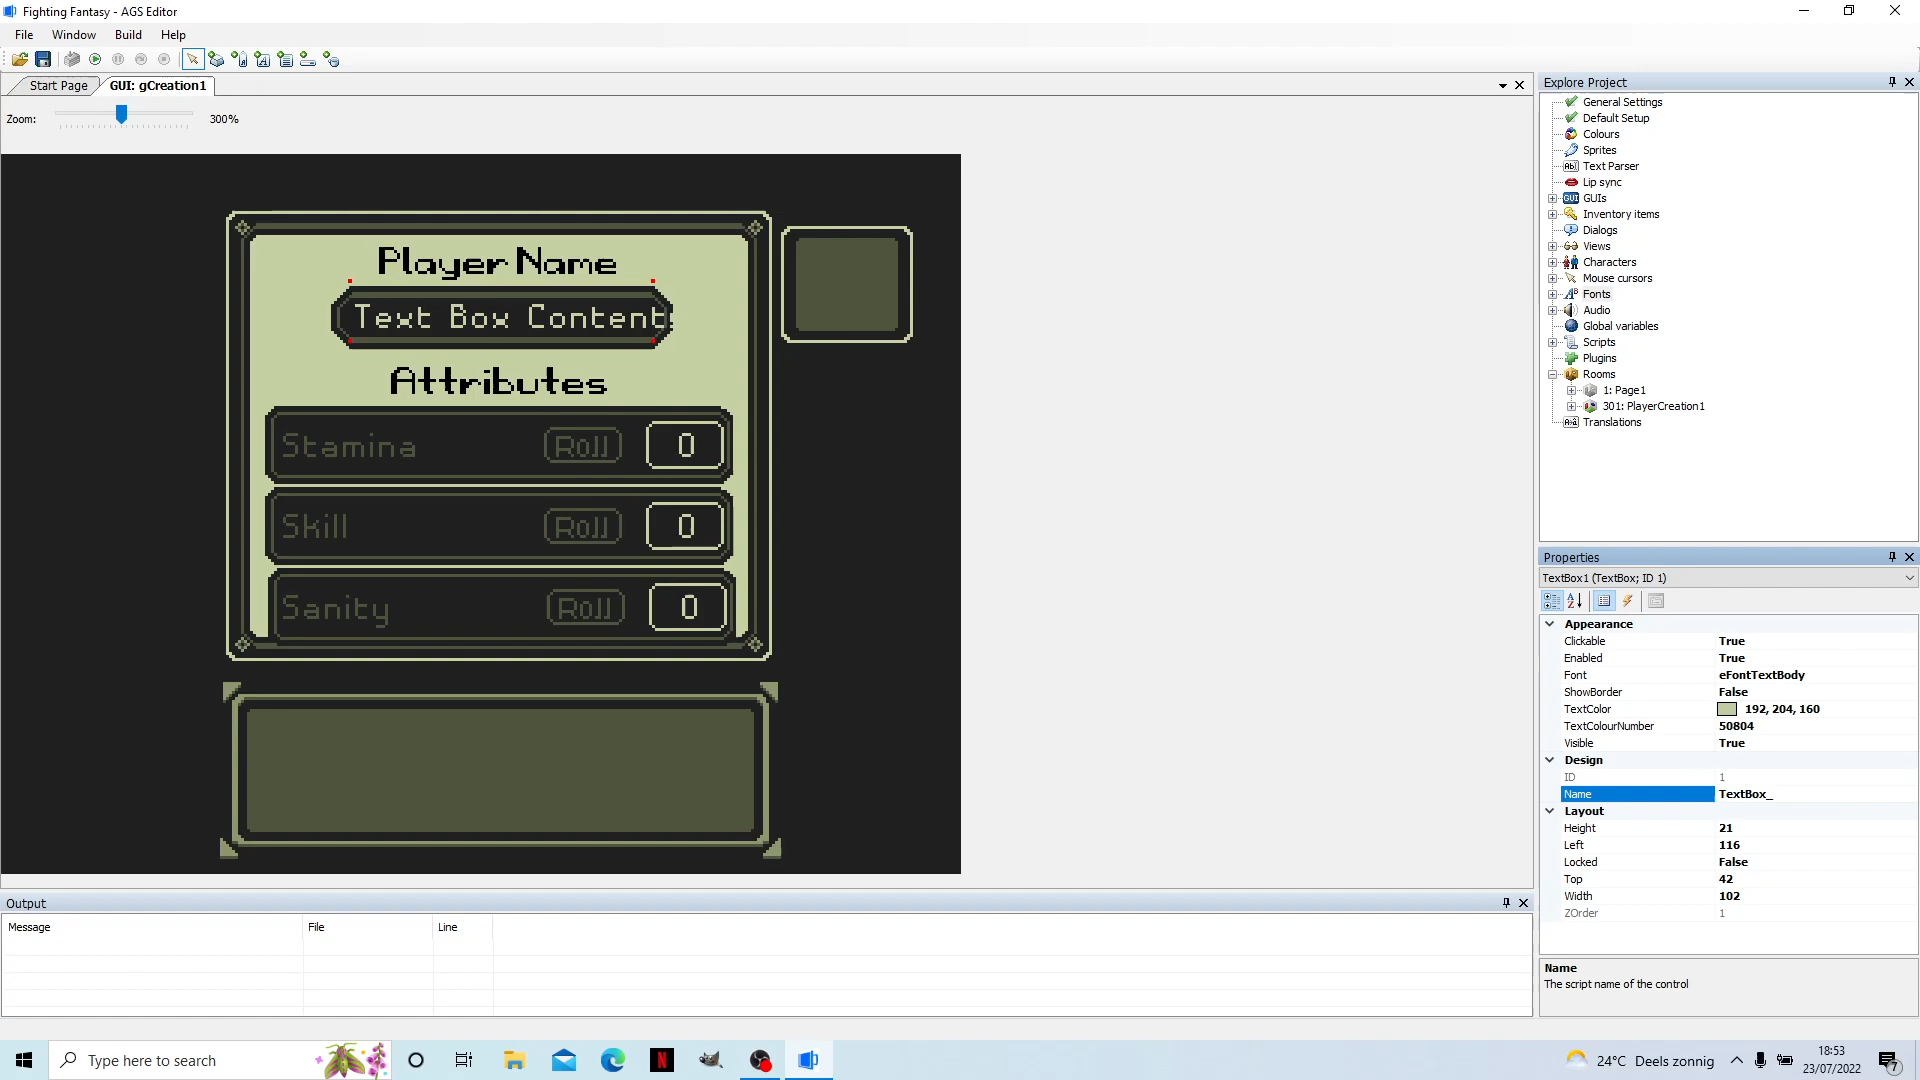 Fighting Fantasy - AGS Editor
File Window Build Help
Start Page GUI: gCreation1
Zoom: 300%
Player Name
Text Box Content
Attributes
Stamina Roll 0
Skill Roll 0
Sanity Roll 0
Explore Project
General Settings
Default Setup
Colours
Sprites
Text Parser
Lip sync
GUIs
Inventory items
Dialogs
Views
Characters
Mouse cursors
Fonts
Audio
Global variables
Scripts
Plugins
Rooms
1: Page1
301: PlayerCreation1
Translations
Properties
TextBox1 (TextBox; ID 1)
Appearance
Clickable True
Enabled True
Font eFontTextBody
ShowBorder False
TextColor 192, 204, 160
TextColourNumber 50804
Visible True
Design
ID 1
Name TextBox_
Layout
Height 21
Left 116
Locked False
Top 42
Width 102
ZOrder 1
Name
The script name of the control
Output
Message File Line
Type here to search
24°C Deels zonnig
18:53
23/07/2022
7